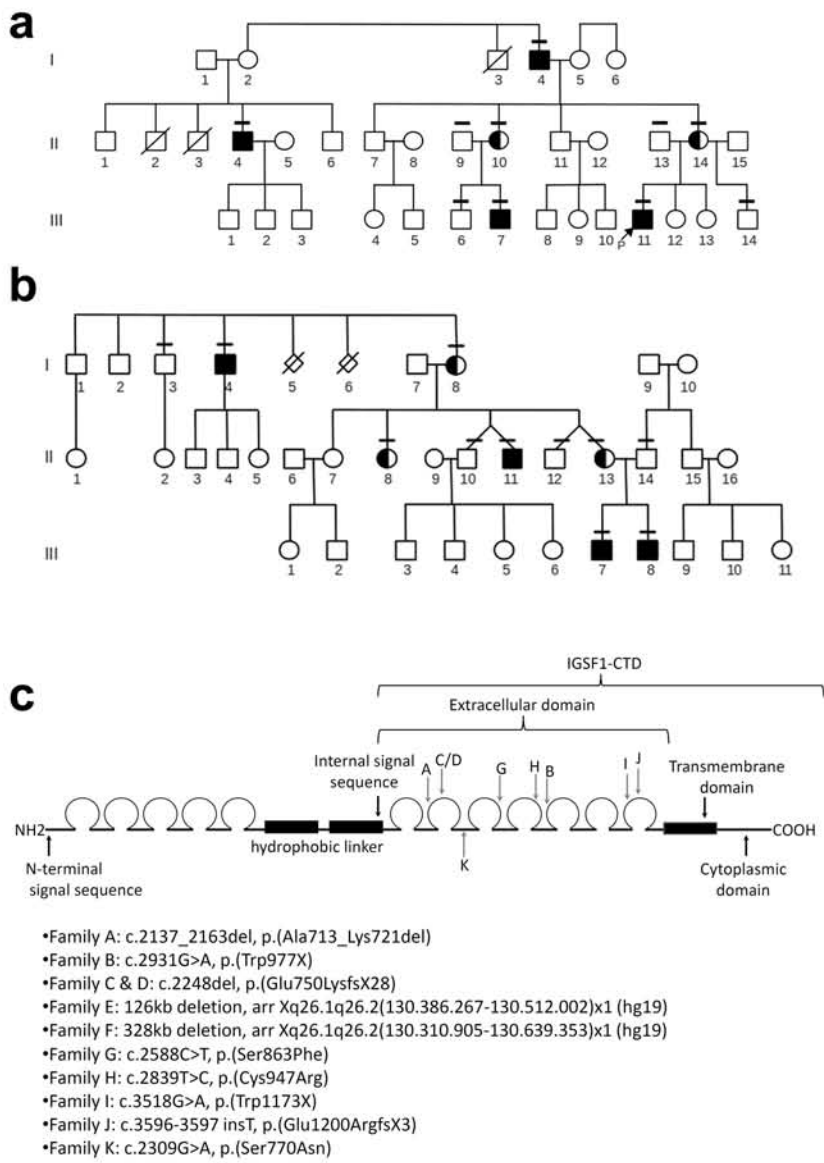 a
I
1 2 3 4 5 6
II
1 2 3 4 5 6 7 8 9 10 11 12 13 14 15
III
1 2 3 4 5 6 7 8 9 10 P 11 12 13 14
b
I
1 2 3 4 5 6 7 8 9 10
II
1 2 3 4 5 6 7 8 9 10 11 12 13 14 15 16
III
1 2 3 4 5 6 7 8 9 10 11
c
IGSF1-CTD
Extracellular domain
Internal signal
sequence
A C/D G H B I J
Transmembrane
domain
NH2
COOH
hydrophobic linker
K
N-terminal
signal sequence
Cytoplasmic
domain
•Family A: c.2137_2163del, p.(Ala713_Lys721del)
•Family B: c.2931G>A, p.(Trp977X)
•Family C & D: c.2248del, p.(Glu750LysfsX28)
•Family E: 126kb deletion, arr Xq26.1q26.2(130.386.267-130.512.002)x1 (hg19)
•Family F: 328kb deletion, arr Xq26.1q26.2(130.310.905-130.639.353)x1 (hg19)
•Family G: c.2588C>T, p.(Ser863Phe)
•Family H: c.2839T>C, p.(Cys947Arg)
•Family I: c.3518G>A, p.(Trp1173X)
•Family J: c.3596-3597 insT, p.(Glu1200ArgfsX3)
•Family K: c.2309G>A, p.(Ser770Asn)